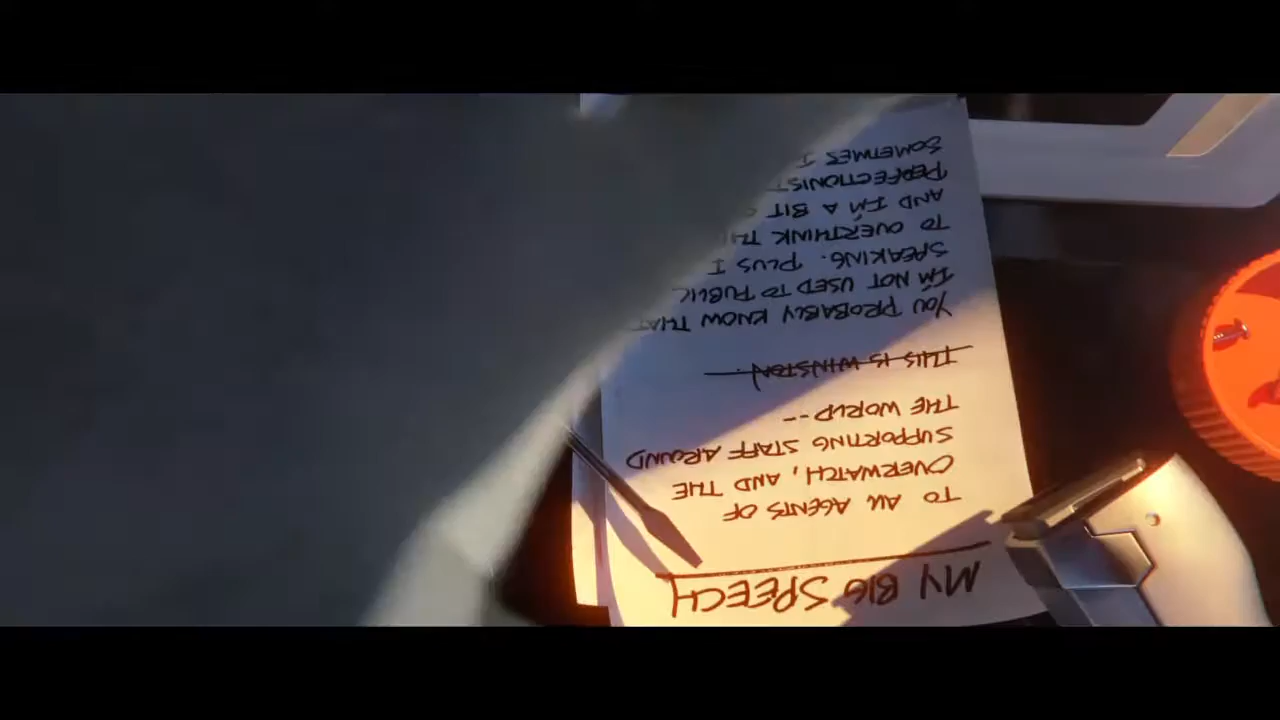 MY BIG SPEECH
TO ALL AGENTS OF
OVERWATCH, AND THE
SUPPORTING STAFF AROUND
THE WORLD--
THIS IS WINSTON.
YOU PROBABLY KNOW THAT
I'M NOT USED TO PUBLIC
SPEAKING. PLUS I
TO OVERTHINK
AND I'M A BIT
PERFECTIONIST
SOMETIMES I